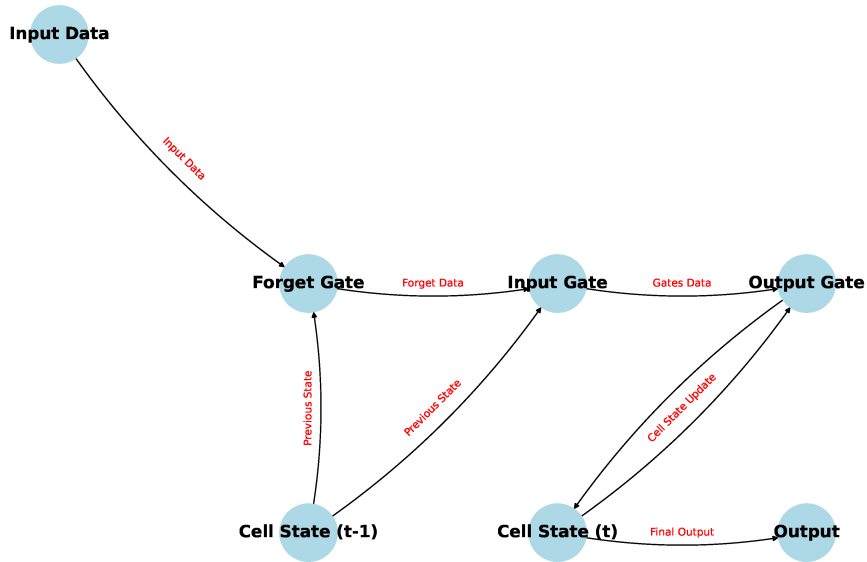 Input Data
Input Data
Forget Gate
Forget Data
Input Gate
Gates Data
Output Gate
Previous State
Previous State
Cell State Update
Cell State (t-1)
Cell State (t)
Final Output
Output